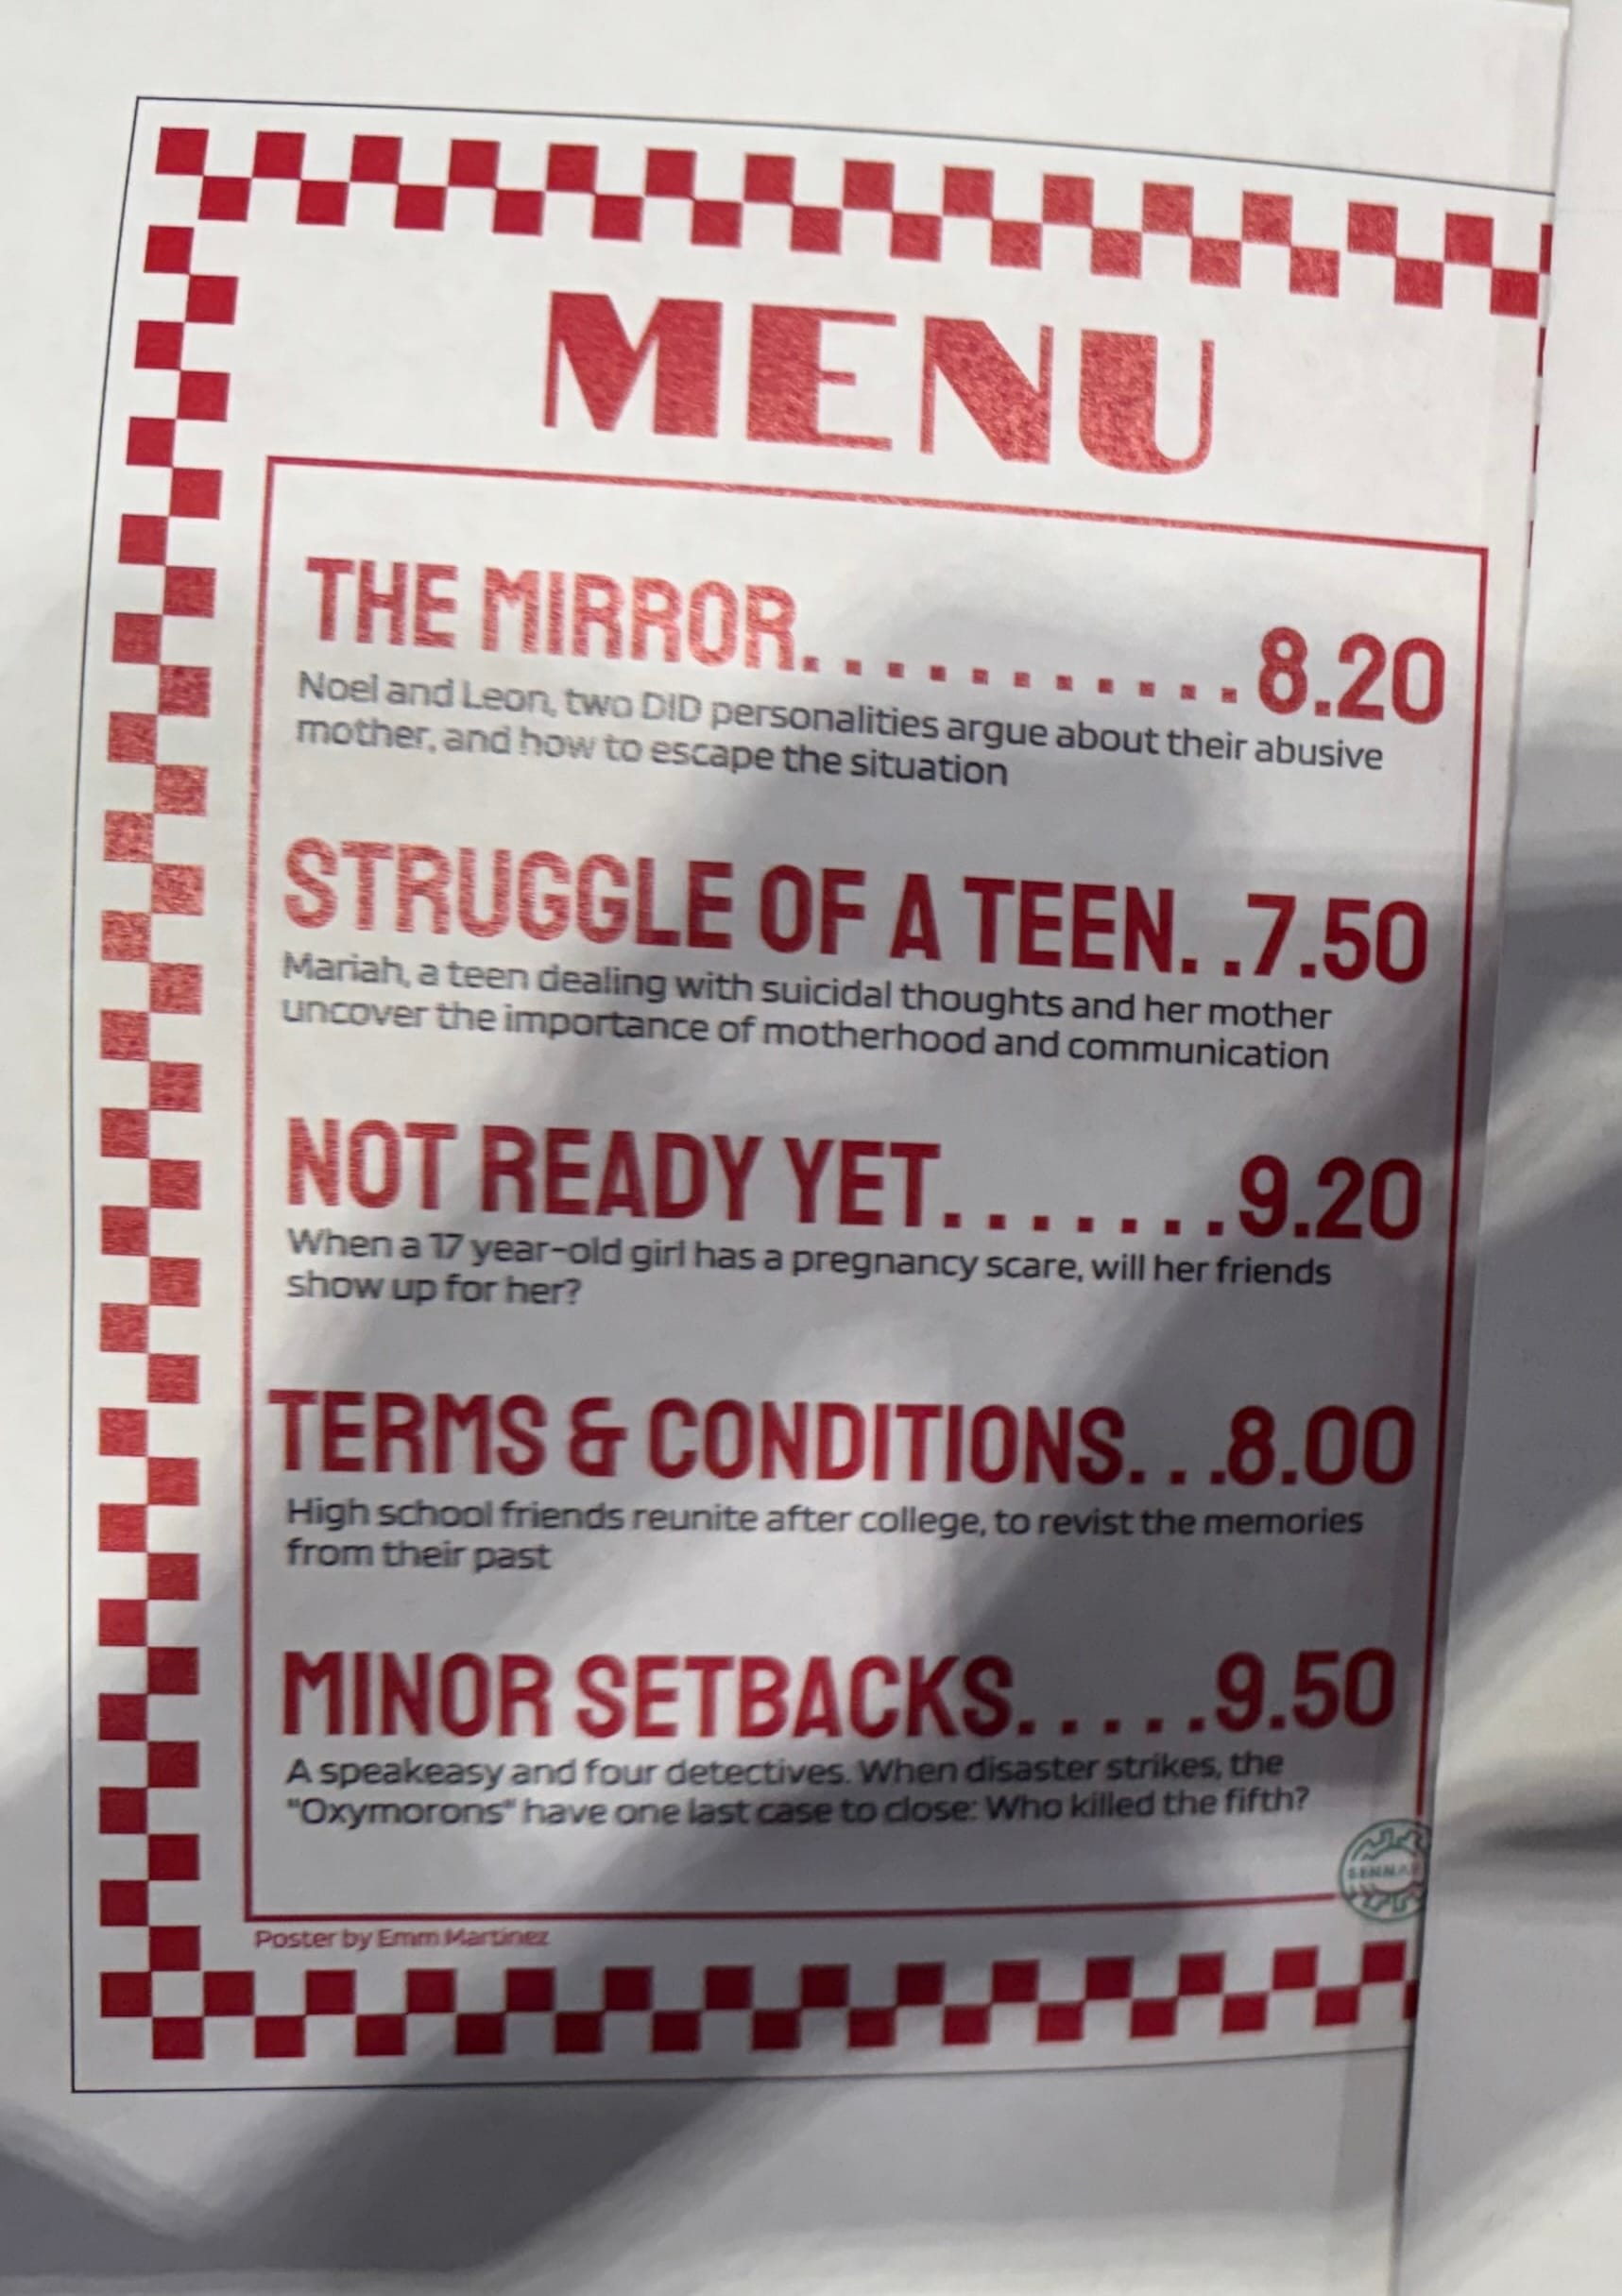 MENU
THE MIRROR. . . . . . . . . . . 8.20
Noel and Leon, two DID personalities argue about their abusive
mother, and how to escape the situation
STRUGGLE OF A TEEN. .7.50
Mariah, a teen dealing with suicidal thoughts and her mother
uncover the importance of motherhood and communication
NOT READY YET. . . . . . .9.20
When a 17 year-old girl has a pregnancy scare, will her friends
show up for her?
TERMS & CONDITIONS. . .8.00
High school friends reunite after college, to revist the memories
from their past
MINOR SETBACKS. . . . .9.50
A speakeasy and four detectives. When disaster strikes, the
"Oxymorons" have one last case to close: Who killed the fifth?
Poster by Emm Martinez